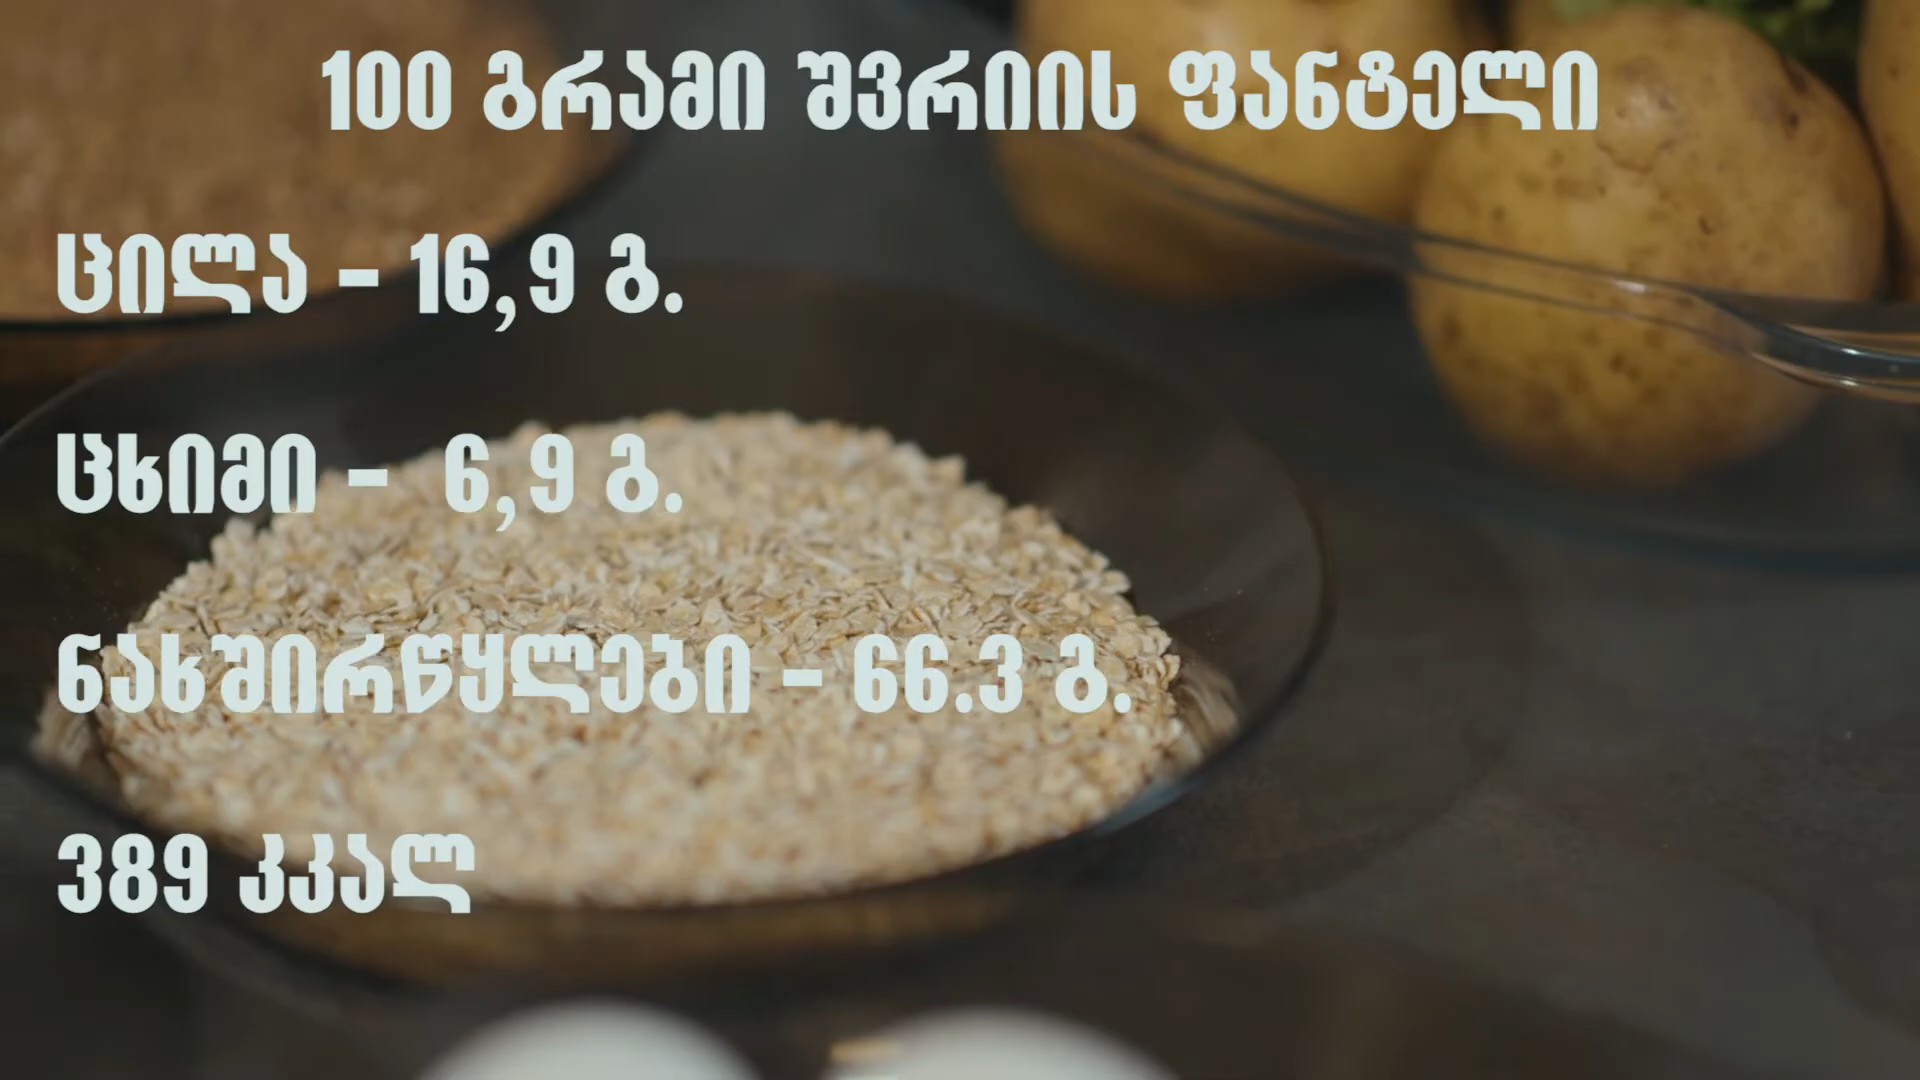 100 გრამი შვრიის ფანტელი
ცილა - 16,9 გ.
ცხიმი - 6,9 გ.
ნახშირწყლები - 66.3 გ.
389 კკალ